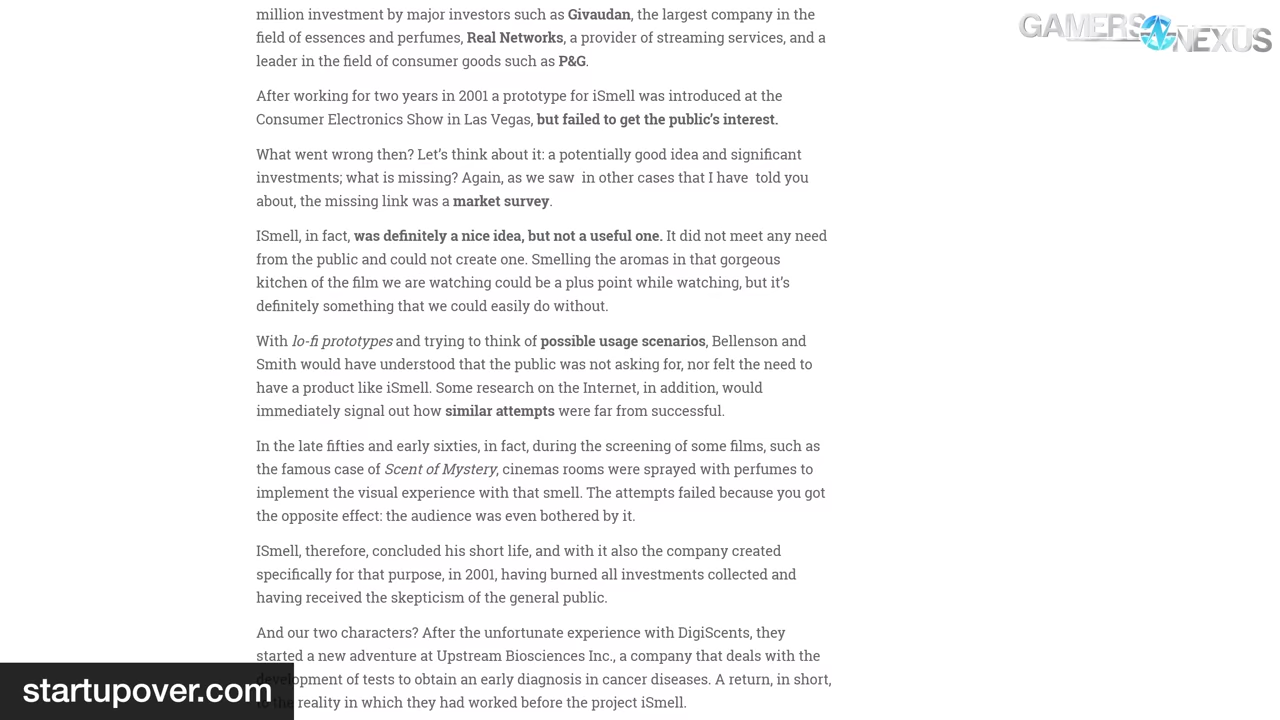 million investment by major investors such as Givaudan, the largest company in the
field of essences and perfumes, Real Networks, a provider of streaming services, and a
leader in the field of consumer goods such as P&G.
After working for two years in 2001 a prototype for iSmell was introduced at the
Consumer Electronics Show in Las Vegas, but failed to get the public's interest.
What went wrong then? Let's think about it: a potentially good idea and significant
investments; what is missing? Again, as we saw in other cases that I have told you
about, the missing link was a market survey.
ISmell, in fact, was definitely a nice idea, but not a useful one. It did not meet any need
from the public and could not create one. Smelling the aromas in that gorgeous
kitchen of the film we are watching could be a plus point while watching, but it's
definitely something that we could easily do without.
With lo-fi prototypes and trying to think of possible usage scenarios, Bellenson and
Smith would have understood that the public was not asking for, nor felt the need to
have a product like iSmell. Some research on the Internet, in addition, would
immediately signal out how similar attempts were far from successful.
In the late fifties and early sixties, in fact, during the screening of some films, such as
the famous case of Scent of Mystery, cinemas rooms were sprayed with perfumes to
implement the visual experience with that smell. The attempts failed because you got
the opposite effect: the audience was even bothered by it.
ISmell, therefore, concluded his short life, and with it also the company created
specifically for that purpose, in 2001, having burned all investments collected and
having received the skepticism of the general public.
And our two characters? After the unfortunate experience with DigiScents, they
started a new adventure at Upstream Biosciences Inc., a company that deals with the
development of tests to obtain an early diagnosis in cancer diseases. A return, in short,
to the reality in which they had worked before the project iSmell.
GAMERS NEXUS
startupover.com